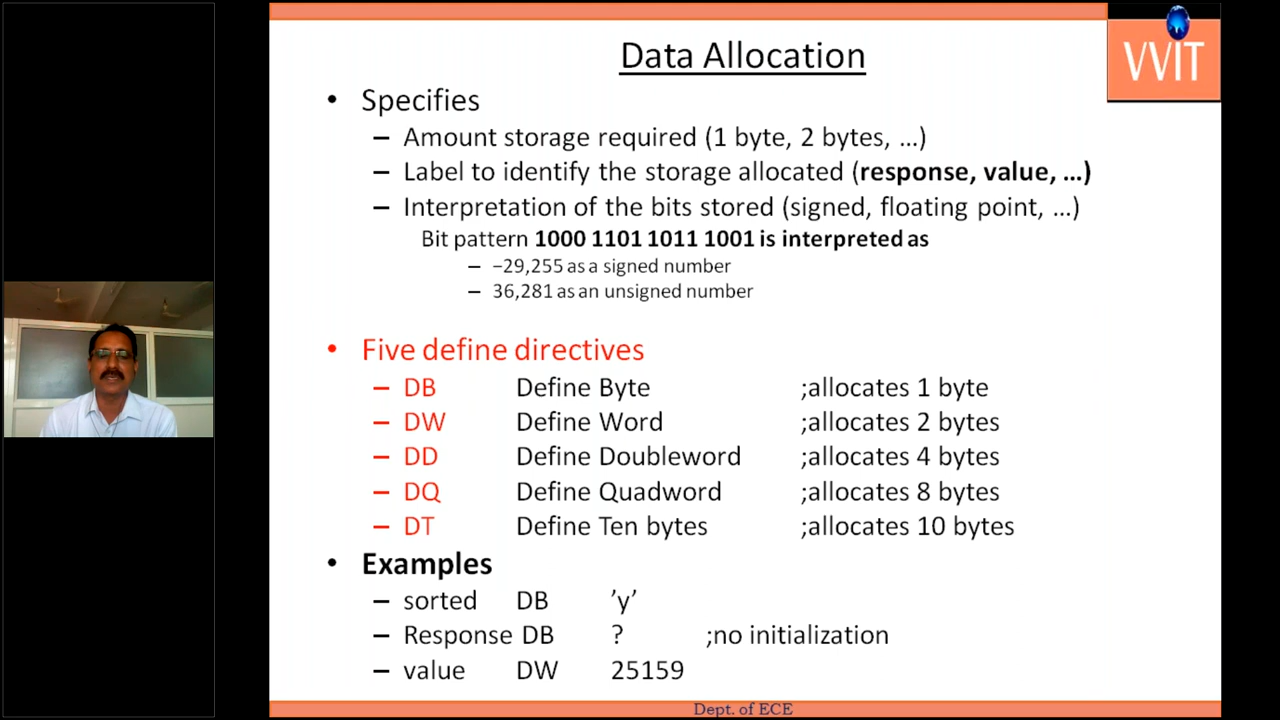 Data Allocation
VVIT
• Specifies
– Amount storage required (1 byte, 2 bytes, …)
– Label to identify the storage allocated (response, value, …)
– Interpretation of the bits stored (signed, floating point, …)
Bit pattern 1000 1101 1011 1001 is interpreted as
– −29,255 as a signed number
– 36,281 as an unsigned number
• Five define directives
– DB Define Byte ;allocates 1 byte
– DW Define Word ;allocates 2 bytes
– DD Define Doubleword ;allocates 4 bytes
– DQ Define Quadword ;allocates 8 bytes
– DT Define Ten bytes ;allocates 10 bytes
• Examples
– sorted DB ’y’
– Response DB ? ;no initialization
– value DW 25159
Dept. of ECE